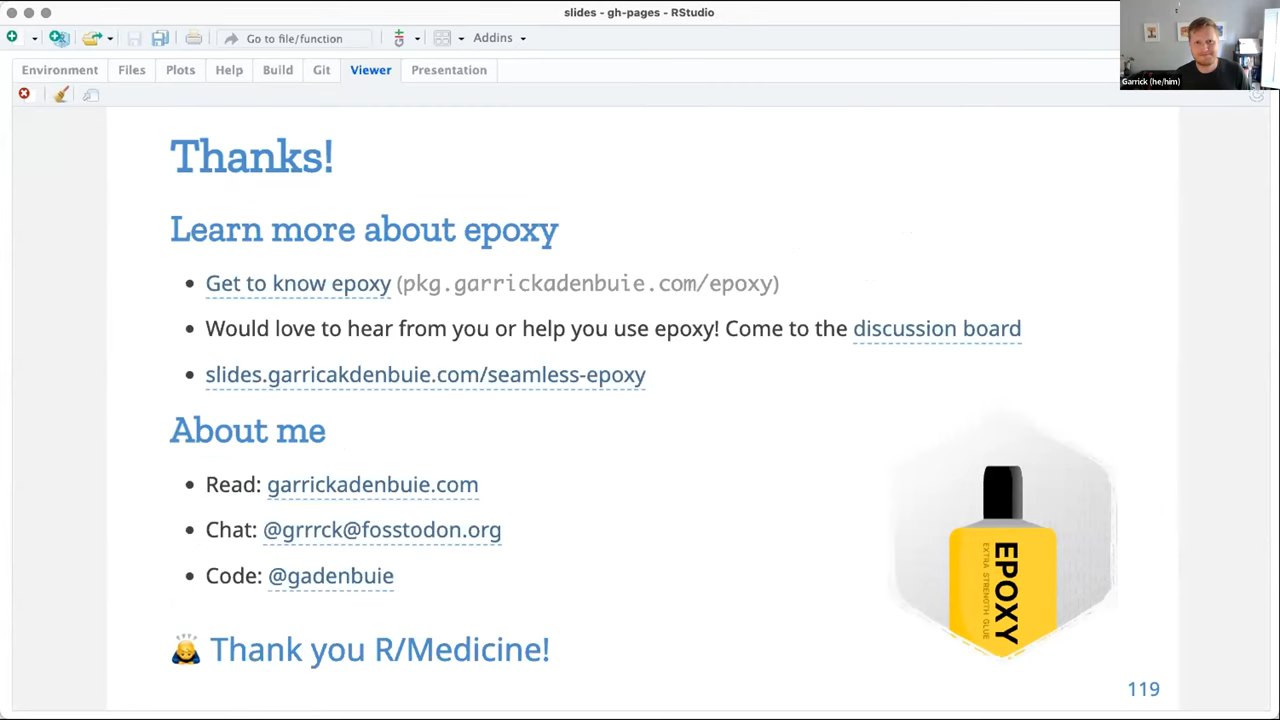 slides - gh-pages - RStudio
Go to file/function
Addins
Environment Files Plots Help Build Git Viewer Presentation
Garrick (he/him)
Thanks!
Learn more about epoxy
Get to know epoxy (pkg.garrickadenbuie.com/epoxy)
Would love to hear from you or help you use epoxy! Come to the discussion board
slides.garricakdenbuie.com/seamless-epoxy
About me
Read: garrickadenbuie.com
Chat: @grrrck@fosstodon.org
Code: @gadenbuie
EPOXY
EXTRA STRENGTH GLUE
🙇 Thank you R/Medicine!
119